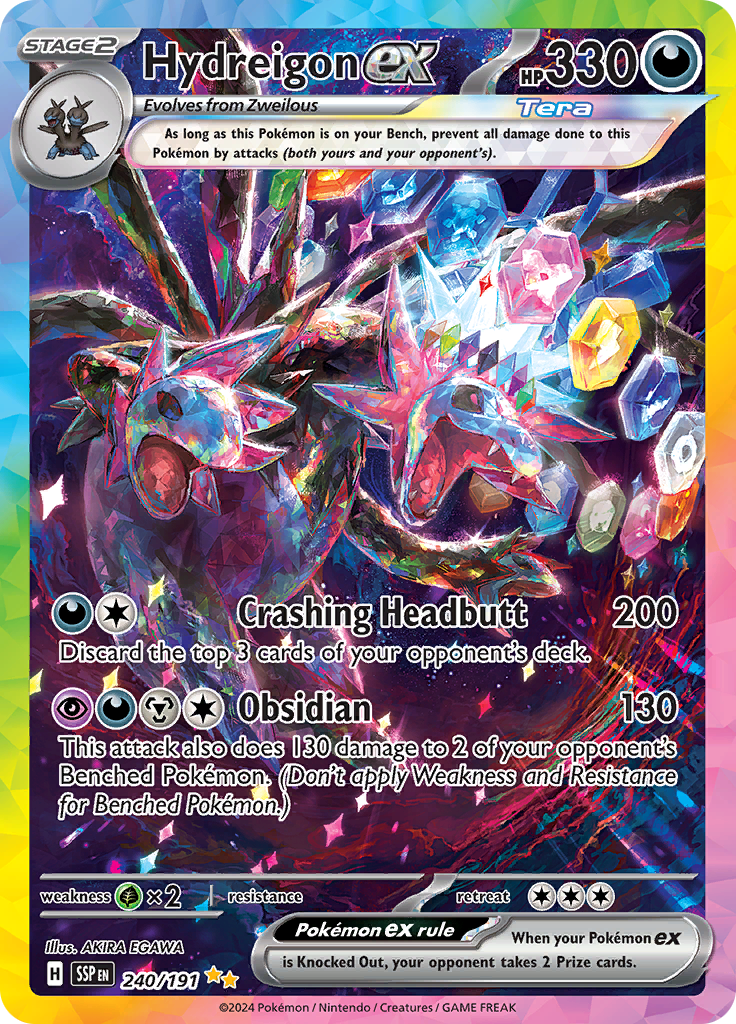 STAGE2
Hydreigon ex HP330
Evolves from Zweilous Tera
As long as this Pokémon is on your Bench, prevent all damage done to this
Pokémon by attacks (both yours and your opponent's).
Crashing Headbutt 200
Discard the top 3 cards of your opponent's deck.
Obsidian 130
This attack also does 130 damage to 2 of your opponent's
Benched Pokémon. (Don't apply Weakness and Resistance
for Benched Pokémon.)
weakness ×2 resistance retreat
Illus. AKIRA EGAWA
Pokémon ex rule When your Pokémon ex
is Knocked Out, your opponent takes 2 Prize cards.
H SSP EN 240/191
©2024 Pokémon / Nintendo / Creatures / GAME FREAK